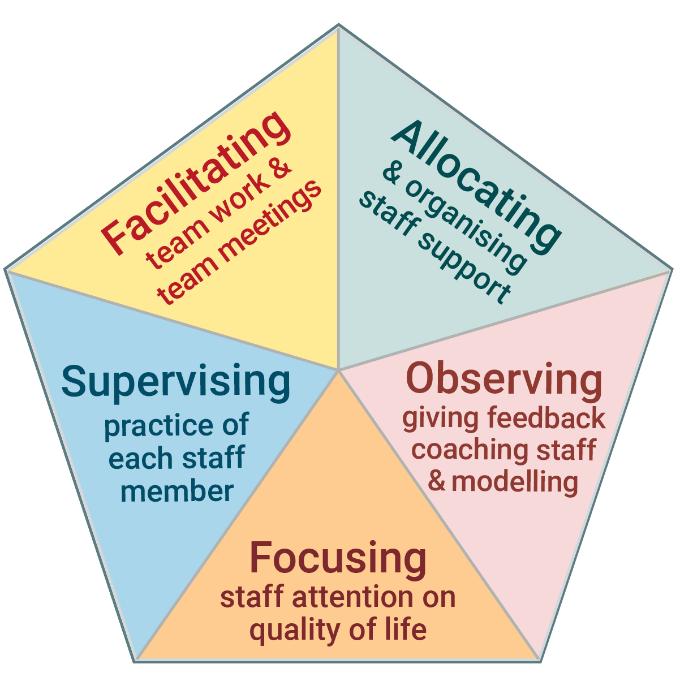 Facilitating
team work &
team meetings
Allocating
& organising
staff support
Supervising
practice of
each staff
member
Observing
giving feedback
coaching staff
& modelling
Focusing
staff attention on
quality of life